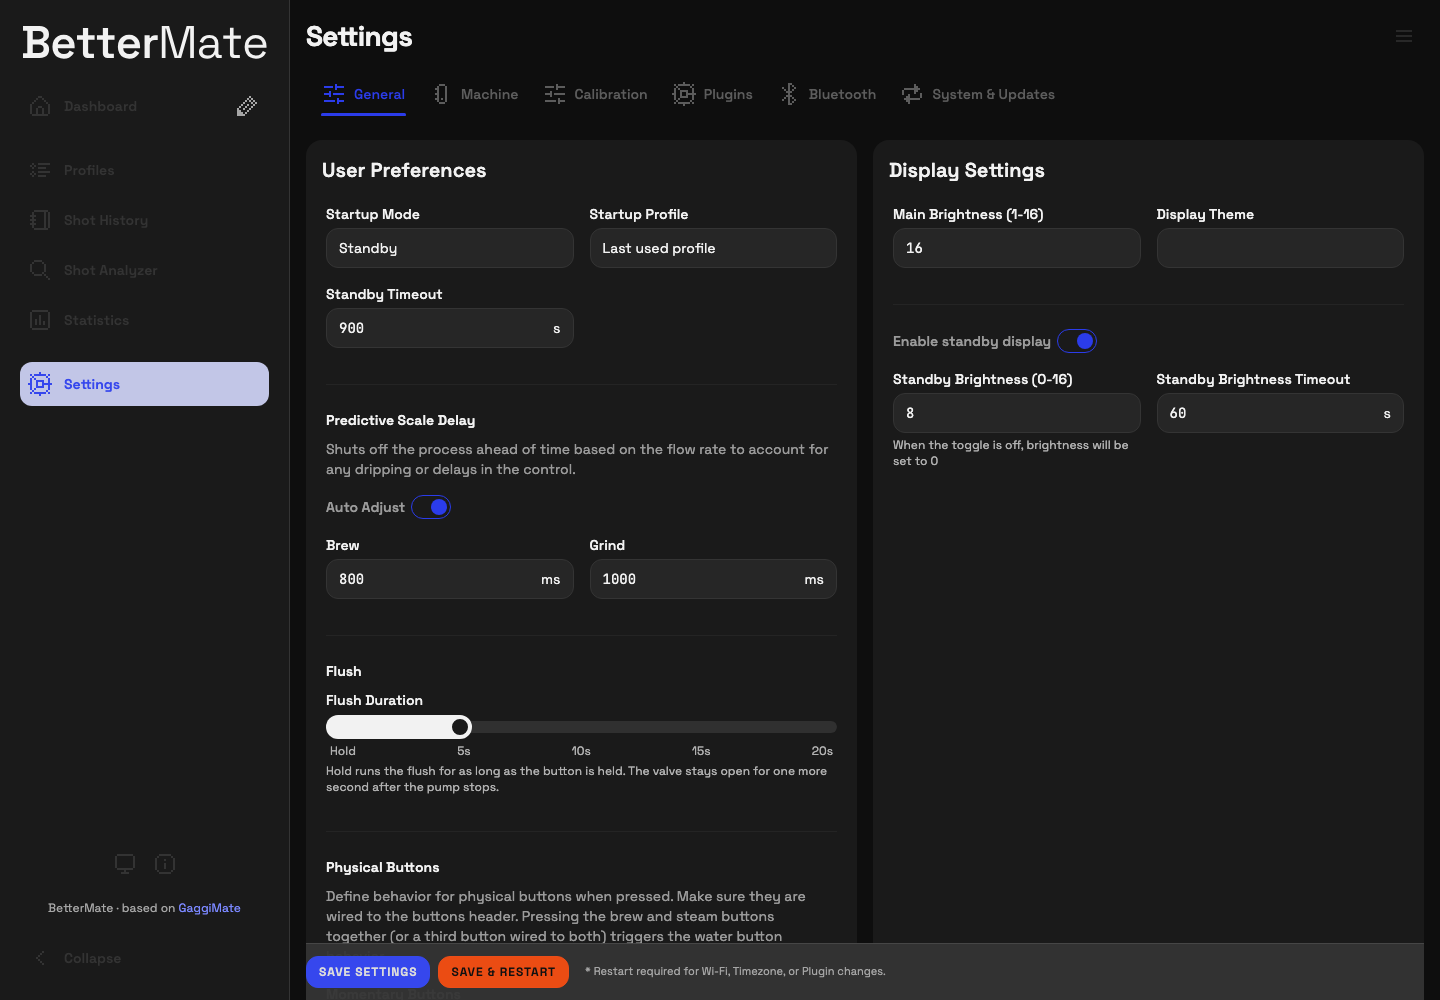 BetterMate
Dashboard
Profiles
Shot History
Shot Analyzer
Statistics
Settings
BetterMate · based on GaggiMate
Collapse
Settings
General
Machine
Calibration
Plugins
Bluetooth
System & Updates
User Preferences
Startup Mode
Startup Profile
Standby
Last used profile
Standby Timeout
900 s
Predictive Scale Delay
Shuts off the process ahead of time based on the flow rate to account for
any dripping or delays in the control.
Auto Adjust
Brew
Grind
800 ms
1000 ms
Flush
Flush Duration
Hold 5s 10s 15s 20s
Hold runs the flush for as long as the button is held. The valve stays open for one more
second after the pump stops.
Physical Buttons
Define behavior for physical buttons when pressed. Make sure they are
wired to the buttons header. Pressing the brew and steam buttons
together (or a third button wired to both) triggers the water button
Momentary Buttons
Display Settings
Main Brightness (1-16)
Display Theme
16
Enable standby display
Standby Brightness (0-16)
Standby Brightness Timeout
8
60 s
When the toggle is off, brightness will be
set to 0
SAVE SETTINGS
SAVE & RESTART
* Restart required for Wi-Fi, Timezone, or Plugin changes.